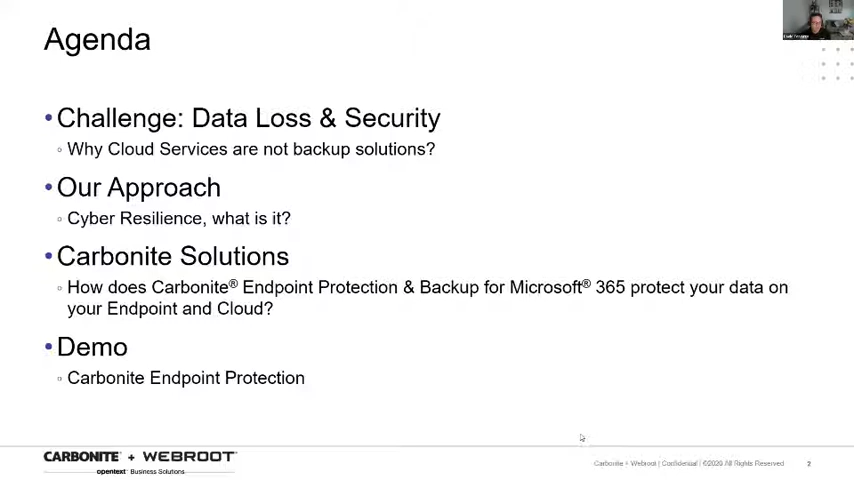 Agenda
• Challenge: Data Loss & Security
◦ Why Cloud Services are not backup solutions?
• Our Approach
◦ Cyber Resilience, what is it?
• Carbonite Solutions
◦ How does Carbonite® Endpoint Protection & Backup for Microsoft® 365 protect your data on
your Endpoint and Cloud?
• Demo
◦ Carbonite Endpoint Protection
CARBONITE + WEBROOT
opentext Business Solutions
Carbonite + Webroot | Confidential | ©2020 All Rights Reserved
2